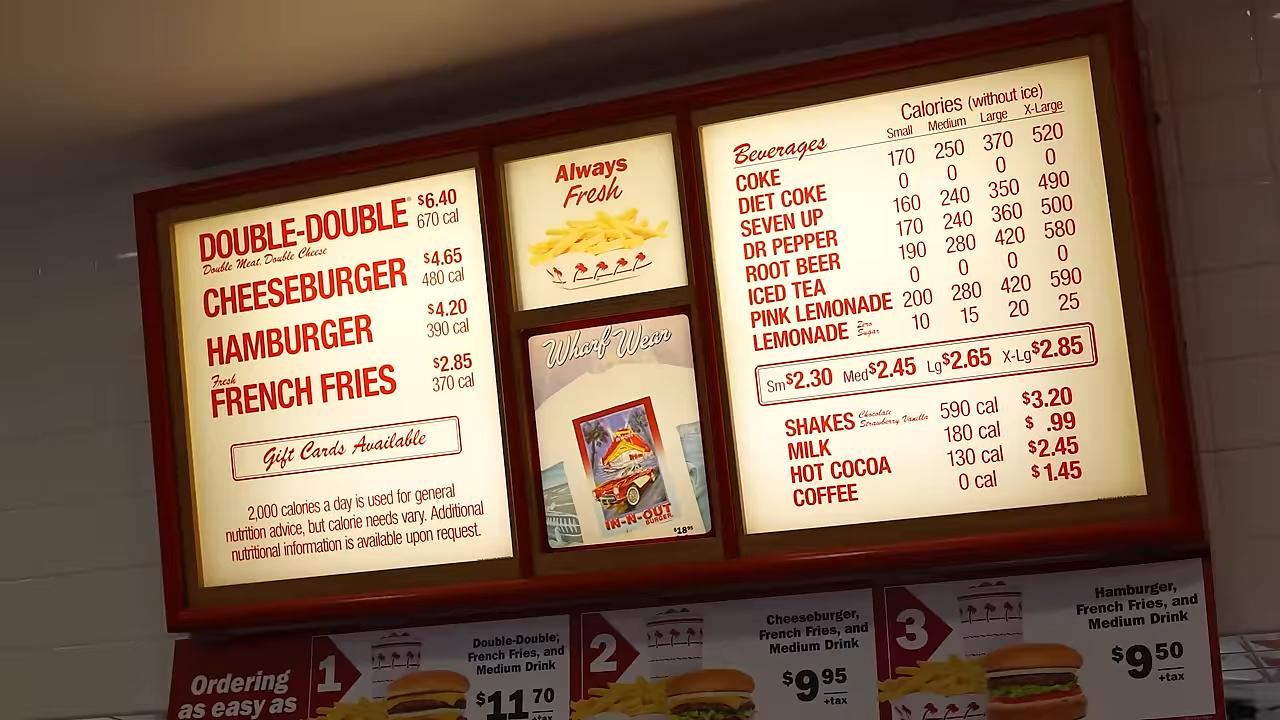 DOUBLE-DOUBLE® $6.40
Double Meat, Double Cheese 670 cal
CHEESEBURGER $4.65
480 cal
HAMBURGER $4.20
390 cal
Fresh
FRENCH FRIES $2.85
370 cal
Gift Cards Available
2,000 calories a day is used for general
nutrition advice, but calorie needs vary. Additional
nutritional information is available upon request.
Always
Fresh
Wharf Wear
IN-N-OUT
BURGER
$18.95
Calories (without ice)
Beverages Small Medium Large X-Large
COKE 170 250 370 520
DIET COKE 0 0 0 0
SEVEN UP 160 240 350 490
DR PEPPER 170 240 360 500
ROOT BEER 190 280 420 580
ICED TEA 0 0 0 0
PINK LEMONADE 200 280 420 590
LEMONADE Zero Sugar 10 15 20 25
Sm $2.30 Med $2.45 Lg $2.65 X-Lg $2.85
SHAKES Chocolate Strawberry Vanilla 590 cal $3.20
MILK 180 cal $ .99
HOT COCOA 130 cal $2.45
COFFEE 0 cal $1.45
Ordering
as easy as
1
Double-Double,
French Fries, and
Medium Drink
$11.70
+tax
2
Cheeseburger,
French Fries, and
Medium Drink
$9.95
+tax
3
Hamburger,
French Fries, and
Medium Drink
$9.50
+tax